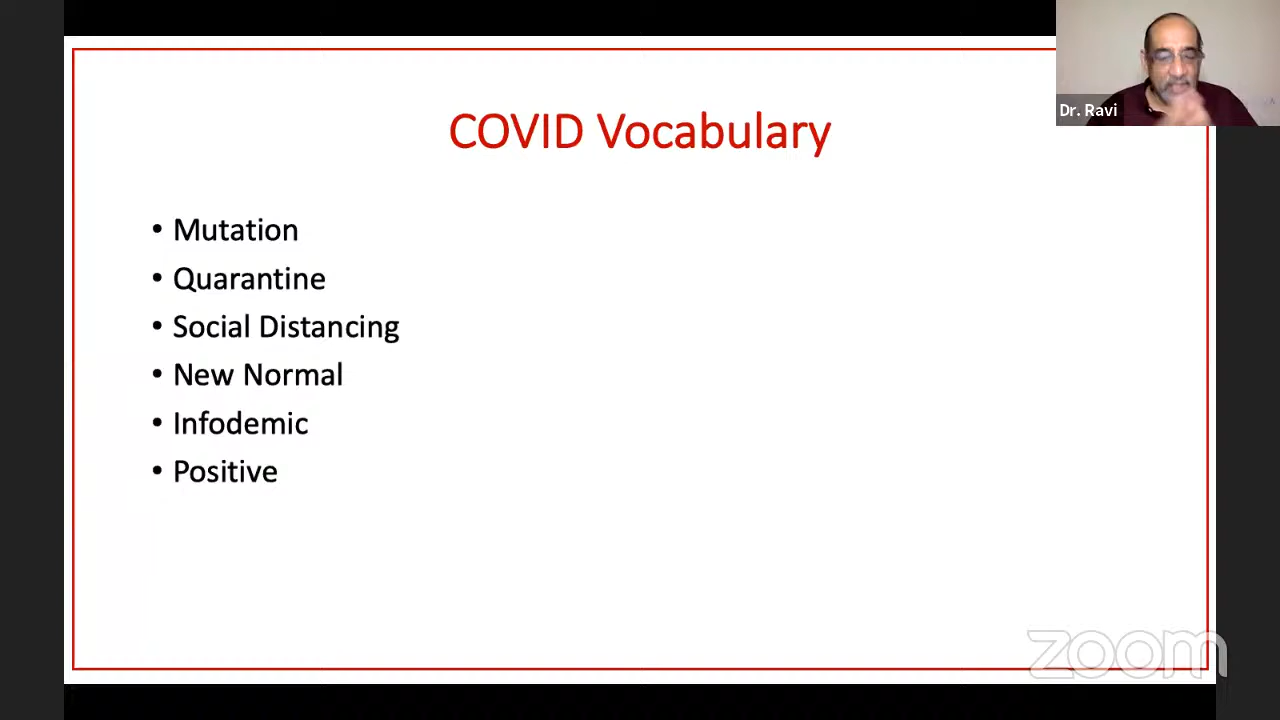 COVID Vocabulary
Dr. Ravi
• Mutation
• Quarantine
• Social Distancing
• New Normal
• Infodemic
• Positive
zoom